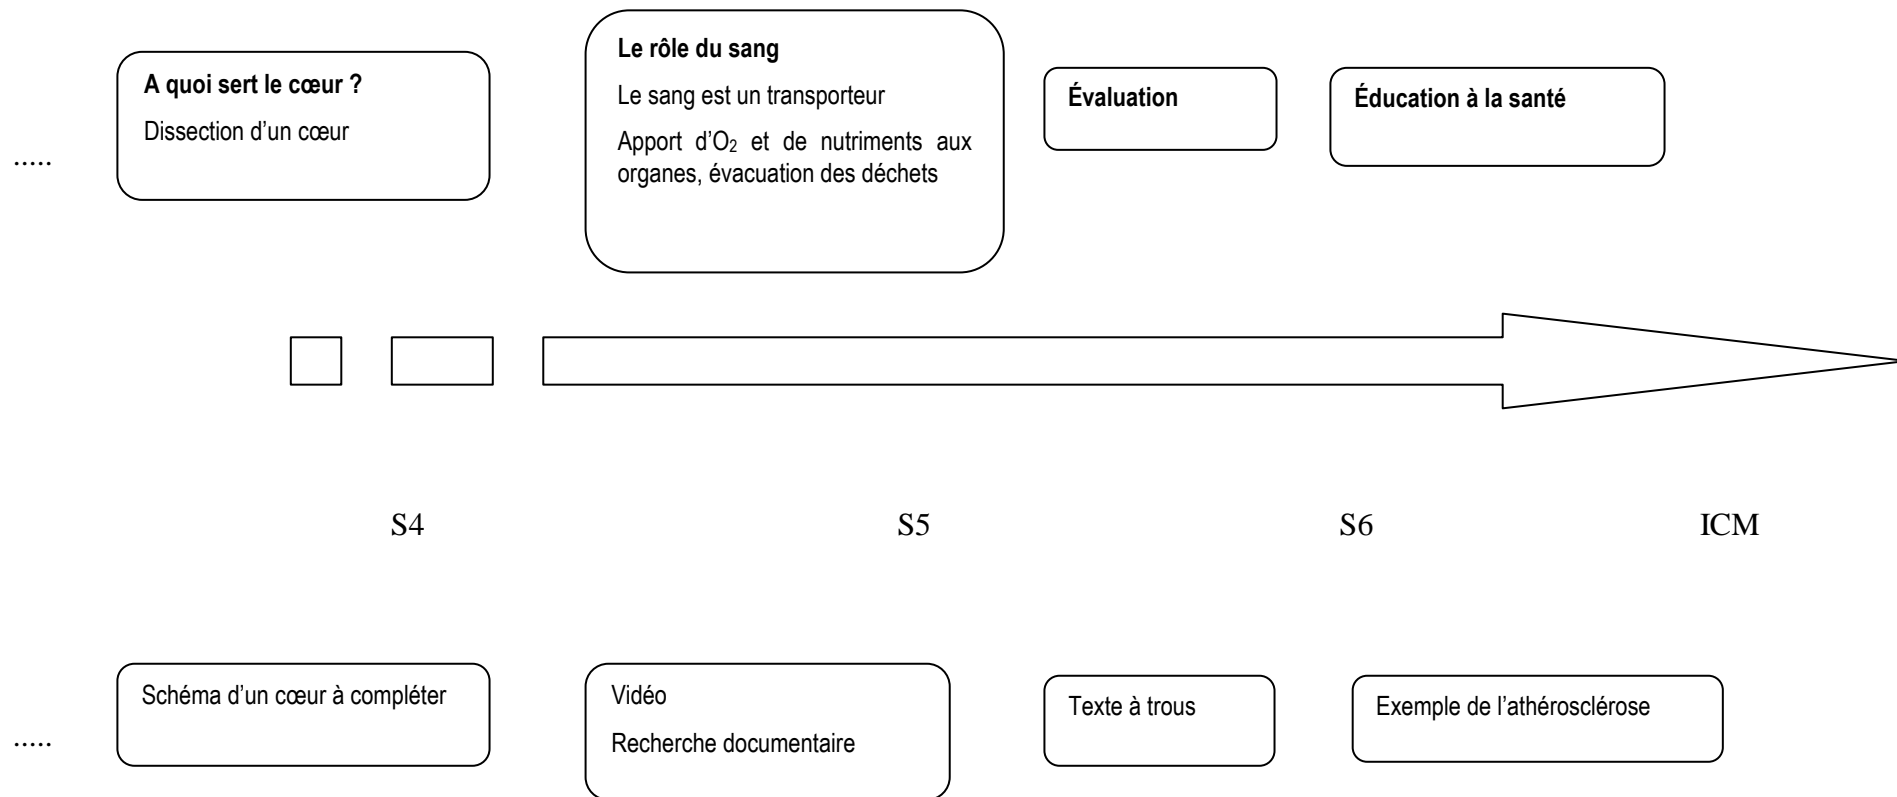 A quoi sert le cœur ?
Dissection d’un cœur
Le rôle du sang
Le sang est un transporteur
Apport d’O₂ et de nutriments aux
organes, évacuation des déchets
Évaluation
Éducation à la santé
.....
S4
S5
S6
ICM
Schéma d’un cœur à compléter
Vidéo
Recherche documentaire
Texte à trous
Exemple de l’athérosclérose
.....